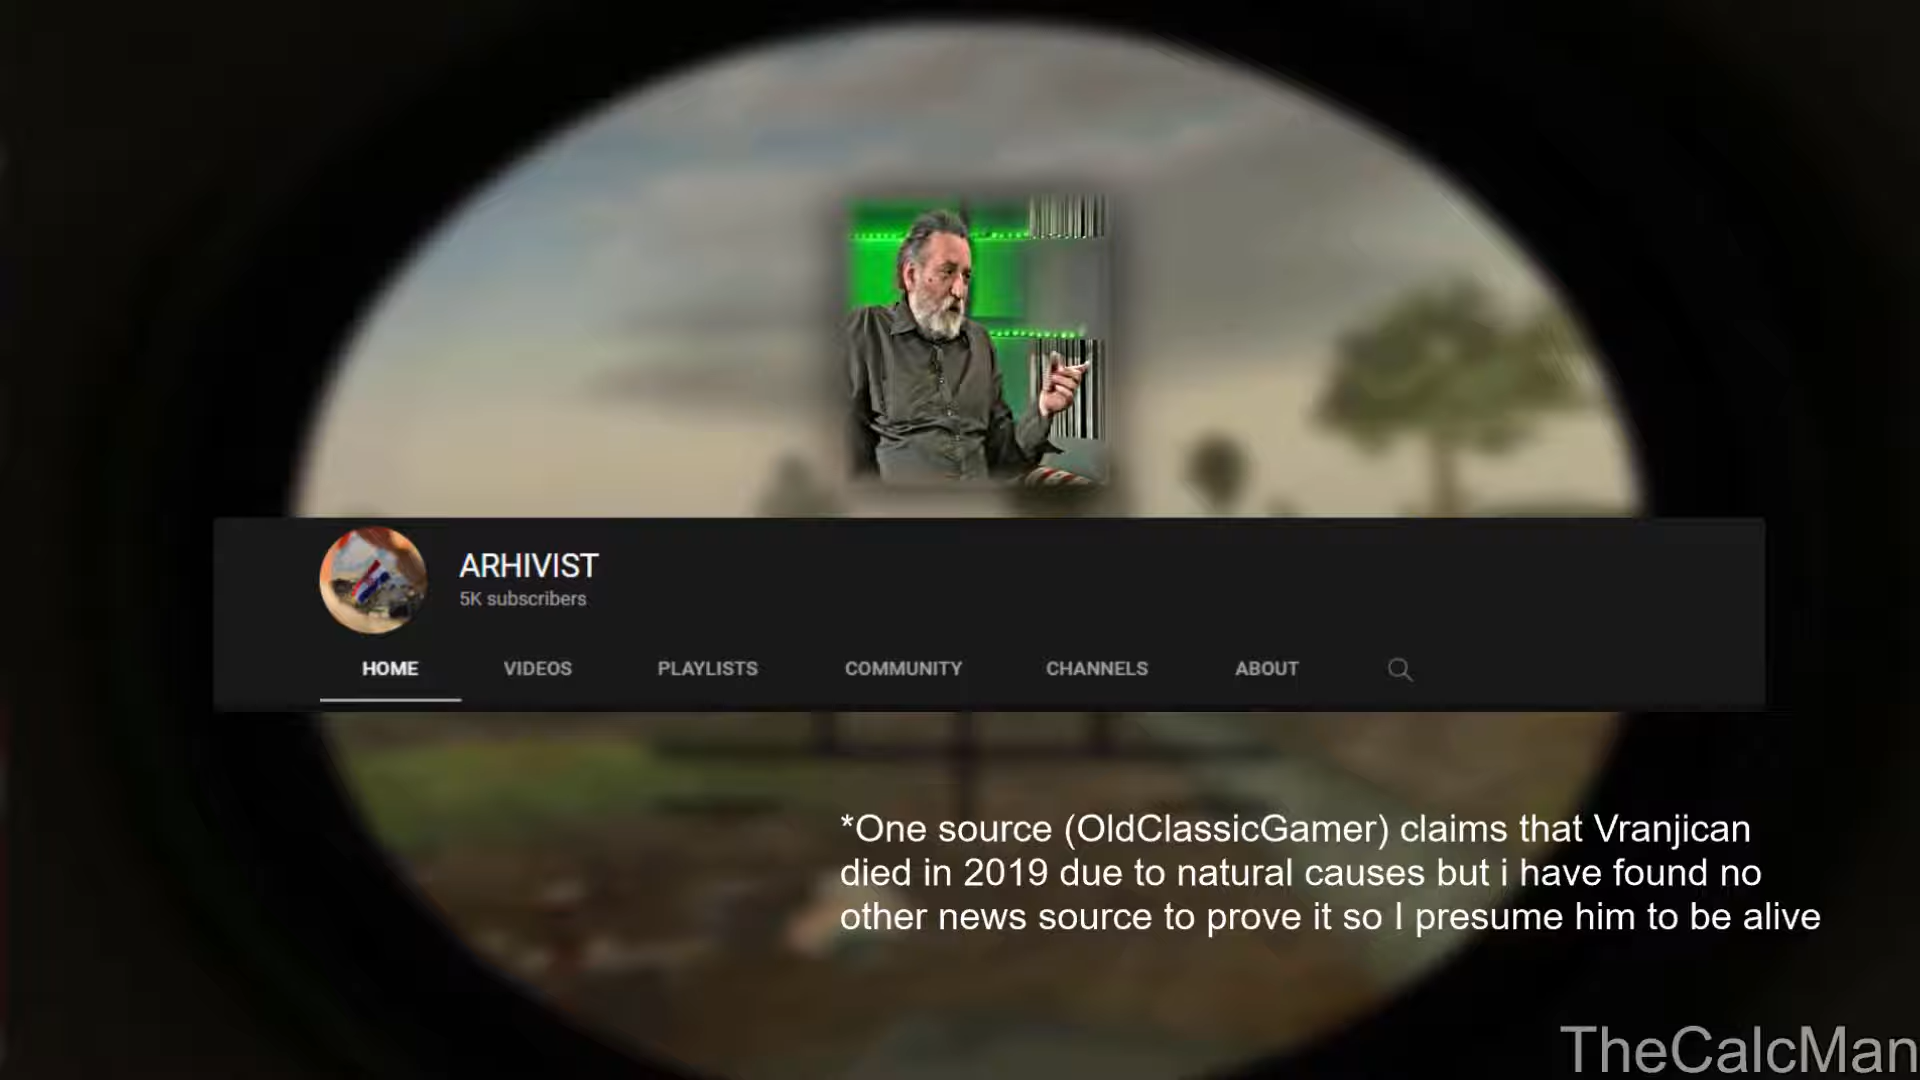 ARHIVIST
5K subscribers
HOME VIDEOS PLAYLISTS COMMUNITY CHANNELS ABOUT
*One source (OldClassicGamer) claims that Vranjican
died in 2019 due to natural causes but i have found no
other news source to prove it so I presume him to be alive
TheCalcMan